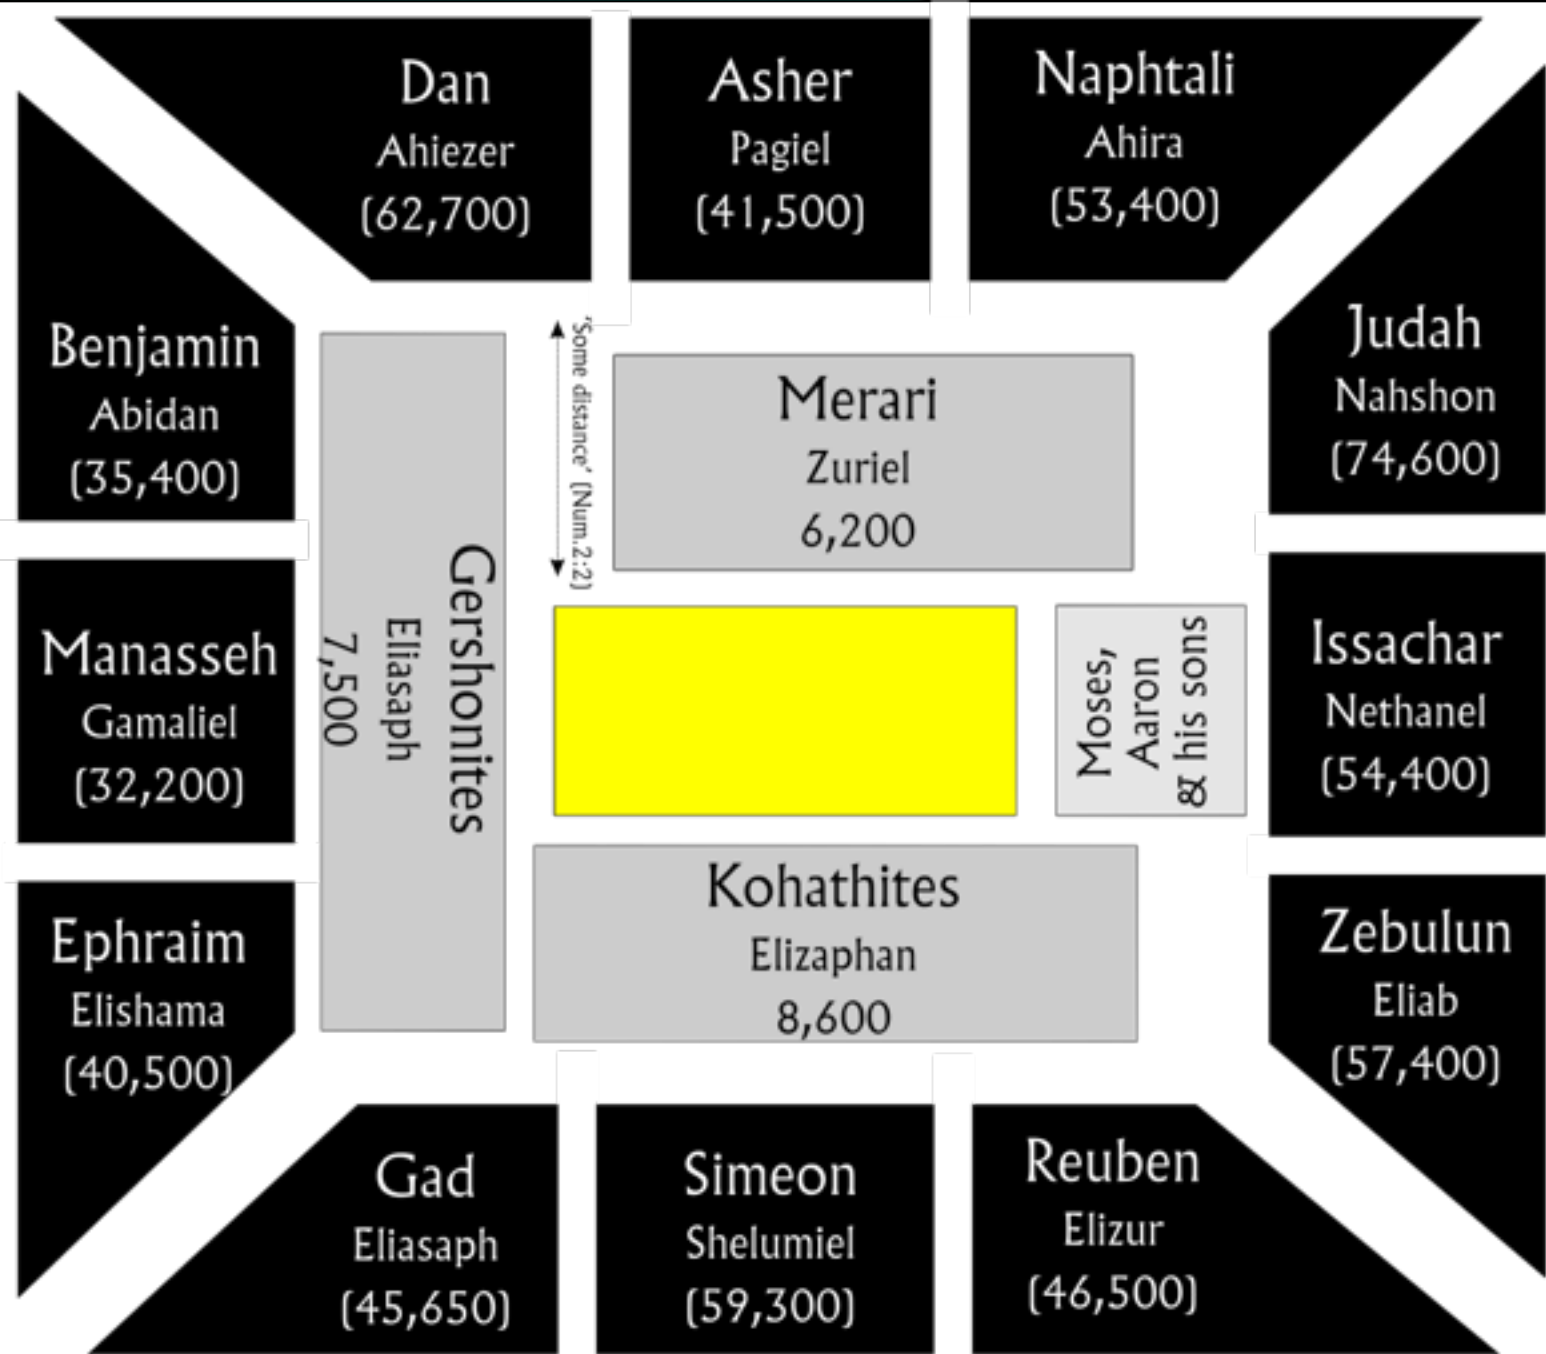 Dan
Ahiezer
(62,700)
Asher
Pagiel
(41,500)
Naphtali
Ahira
(53,400)
Benjamin
Abidan
(35,400)
Judah
Nahshon
(74,600)
'Some distance' (Num.2:2)
Merari
Zuriel
6,200
Gershonites
Eliasaph
7,500
Manasseh
Gamaliel
(32,200)
Moses,
Aaron
& his sons
Issachar
Nethanel
(54,400)
Kohathites
Elizaphan
8,600
Ephraim
Elishama
(40,500)
Zebulun
Eliab
(57,400)
Gad
Eliasaph
(45,650)
Simeon
Shelumiel
(59,300)
Reuben
Elizur
(46,500)